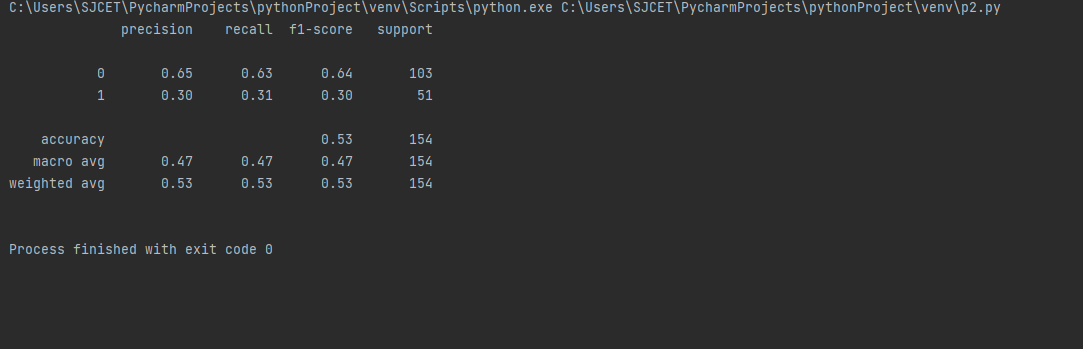 C:\Users\SJCET\PycharmProjects\pythonProject\venv\Scripts\python.exe C:\Users\SJCET\PycharmProjects\pythonProject\venv\p2.py
              precision    recall  f1-score   support
           0       0.65      0.63      0.64       103
           1       0.30      0.31      0.30        51
    accuracy                           0.53       154
   macro avg       0.47      0.47      0.47       154
weighted avg       0.53      0.53      0.53       154
Process finished with exit code 0